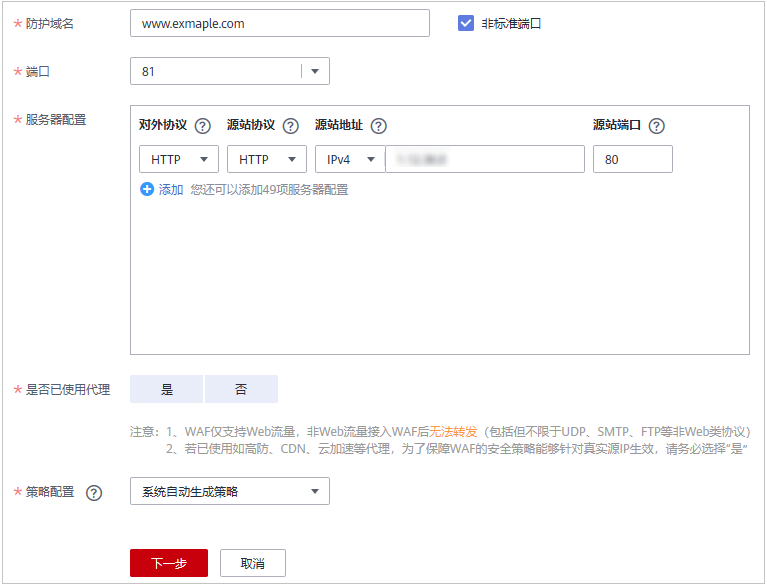 * 防护域名 www.exmaple.com 非标准端口
* 端口 81
* 服务器配置
对外协议 ? 源站协议 ? 源站地址 ? 源站端口 ?
HTTP HTTP IPv4 80
添加 您还可以添加49项服务器配置
* 是否已使用代理 是 否
注意：1、WAF仅支持Web流量，非Web流量接入WAF后无法转发（包括但不限于UDP、SMTP、FTP等非Web类协议）
2、若已使用如高防、CDN、云加速等代理，为了保障WAF的安全策略能够针对真实源IP生效，请务必选择“是”
* 策略配置 ? 系统自动生成策略
下一步 取消